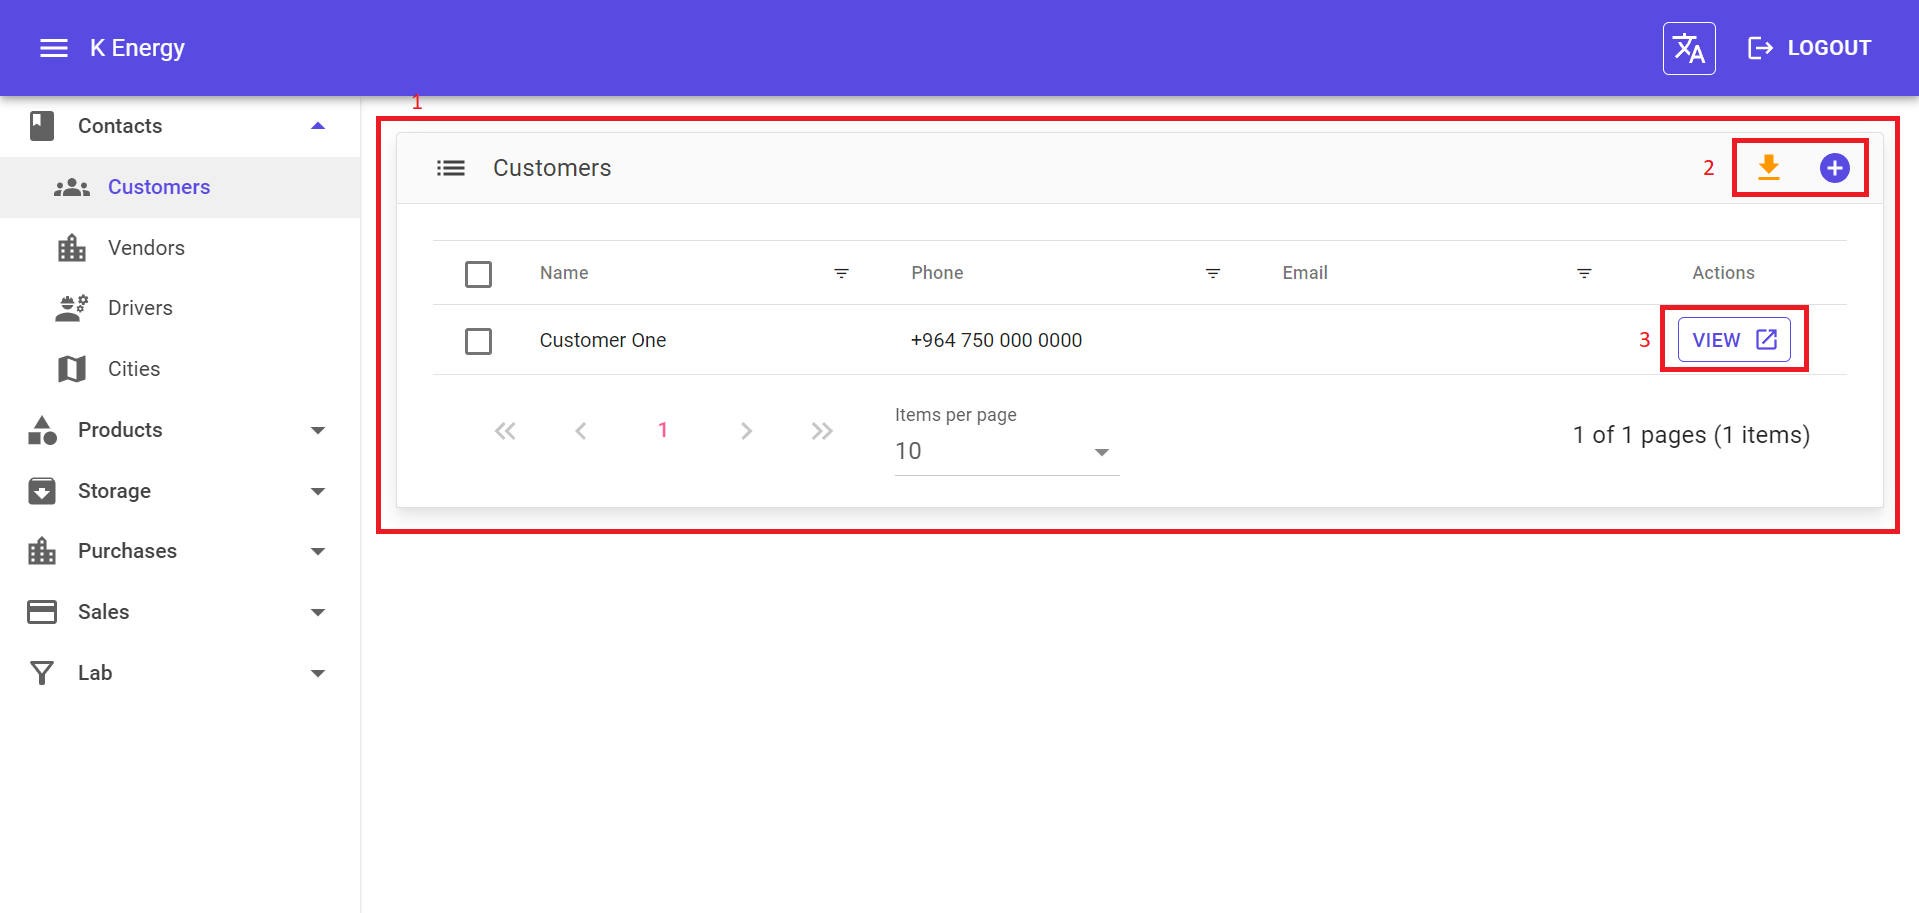 K Energy
LOGOUT
1
Contacts
Customers
Vendors
Drivers
Cities
Products
Storage
Purchases
Sales
Lab
Customers
2
Name Phone Email Actions
Customer One +964 750 000 0000 3 VIEW
1
Items per page
10
1 of 1 pages (1 items)